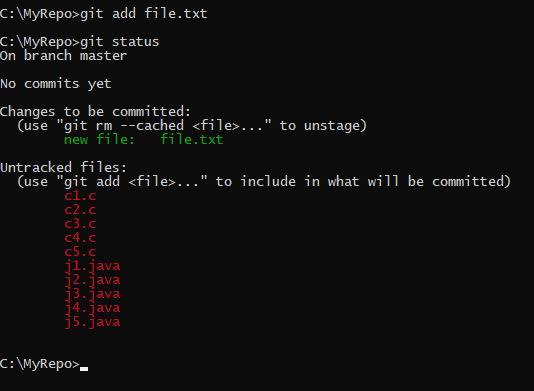 C:\MyRepo>git add file.txt
C:\MyRepo>git status
On branch master
No commits yet
Changes to be committed:
  (use "git rm --cached <file>..." to unstage)
        new file:   file.txt
Untracked files:
  (use "git add <file>..." to include in what will be committed)
        c1.c
        c2.c
        c3.c
        c4.c
        c5.c
        j1.java
        j2.java
        j3.java
        j4.java
        j5.java
C:\MyRepo>